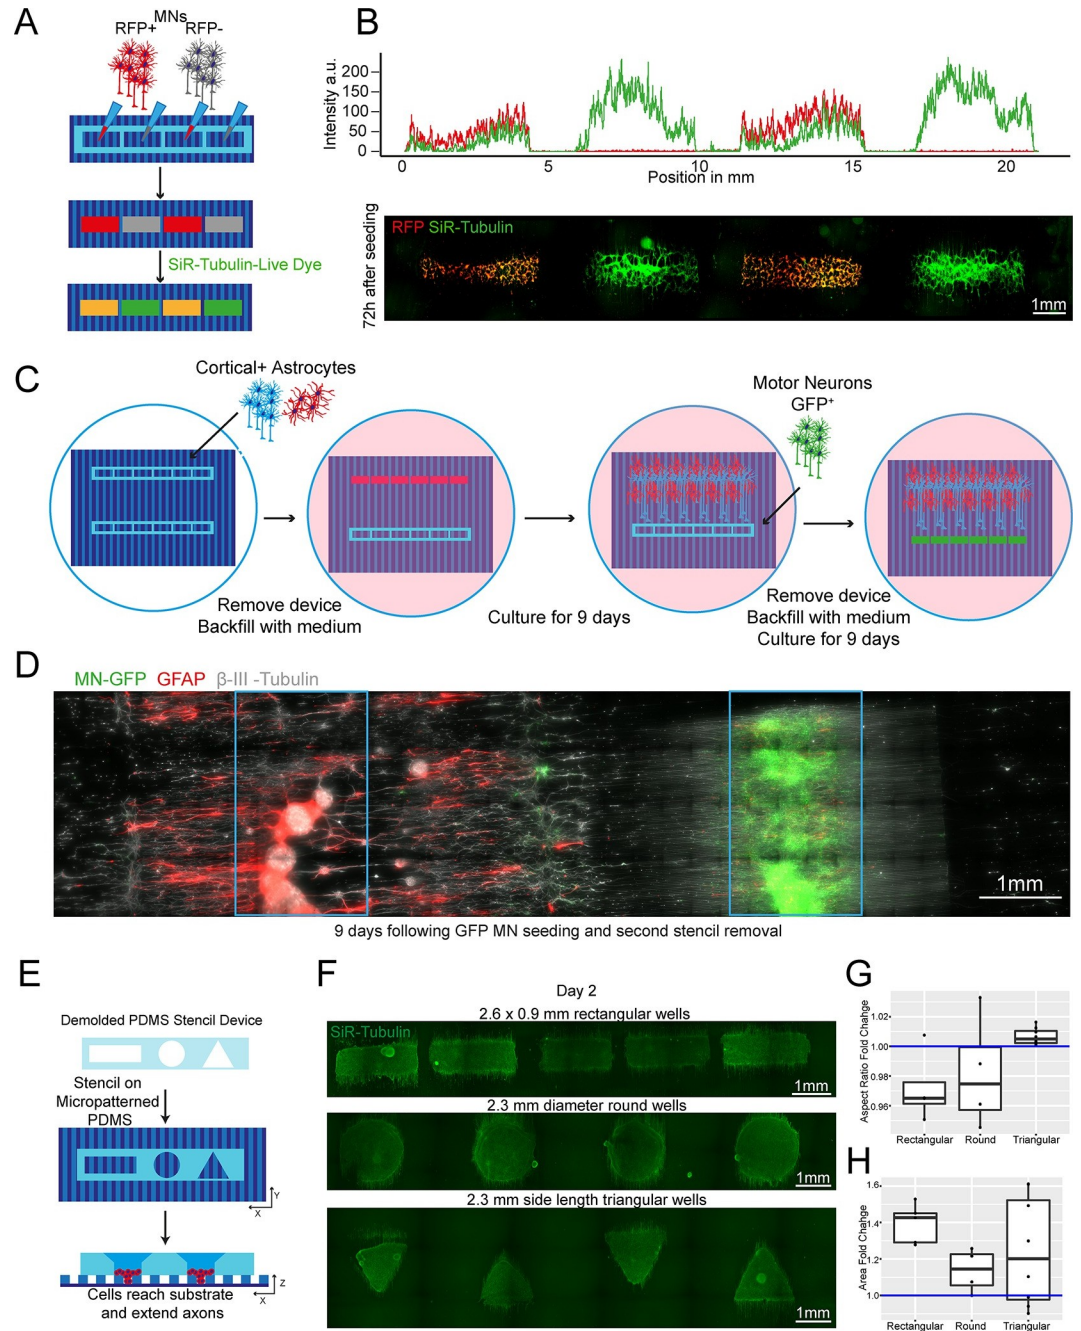 A
MNs
RFP+ RFP-
SiR-Tubulin-Live Dye
B
Intensity a.u.
200
150
100
50
0
0 5 10 15 20
Position in mm
72h after seeding
RFP SiR-Tubulin
1mm
C
Cortical+ Astrocytes
Motor Neurons
GFP+
Remove device
Backfill with medium
Culture for 9 days
Remove device
Backfill with medium
Culture for 9 days
D
MN-GFP GFAP β-III -Tubulin
1mm
9 days following GFP MN seeding and second stencil removal
E
Demolded PDMS Stencil Device
Stencil on
Micropatterned
PDMS
Y
X
Z
X
Cells reach substrate
and extend axons
F
Day 2
2.6 x 0.9 mm rectangular wells
SiR-Tubulin
1mm
2.3 mm diameter round wells
1mm
2.3 mm side length triangular wells
1mm
G
Aspect Ratio Fold Chahge
1.02
1.00
0.98
0.96
Rectangular Round Triangular
H
Area Fold Change
1.6
1.4
1.2
1.0
Rectangular Round Triangular